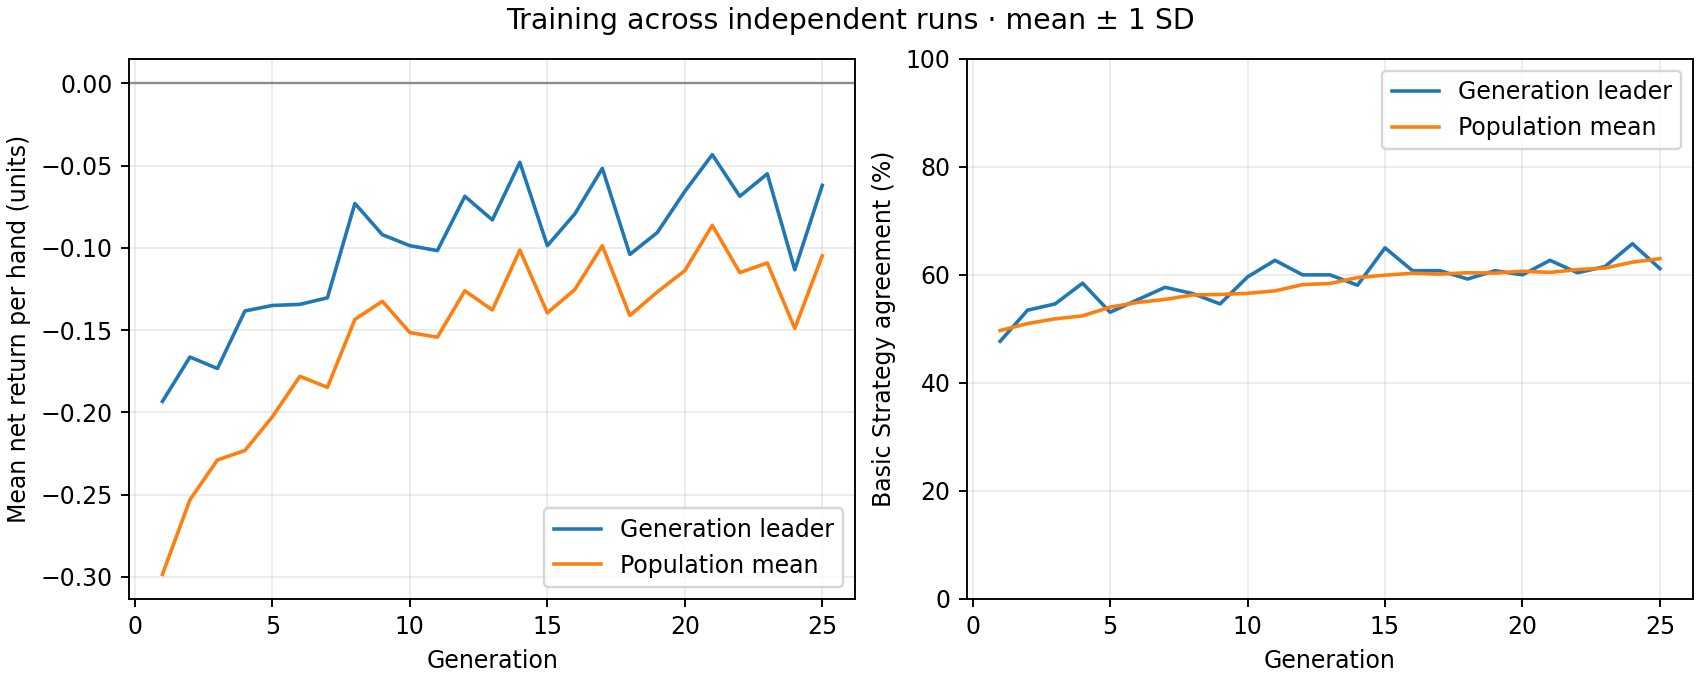 Training across independent runs · mean ± 1 SD
Mean net return per hand (units)
0.00
−0.05
−0.10
−0.15
−0.20
−0.25
−0.30
0 5 10 15 20 25
Generation
Generation leader
Population mean
Basic Strategy agreement (%)
100
80
60
40
20
0
0 5 10 15 20 25
Generation
Generation leader
Population mean